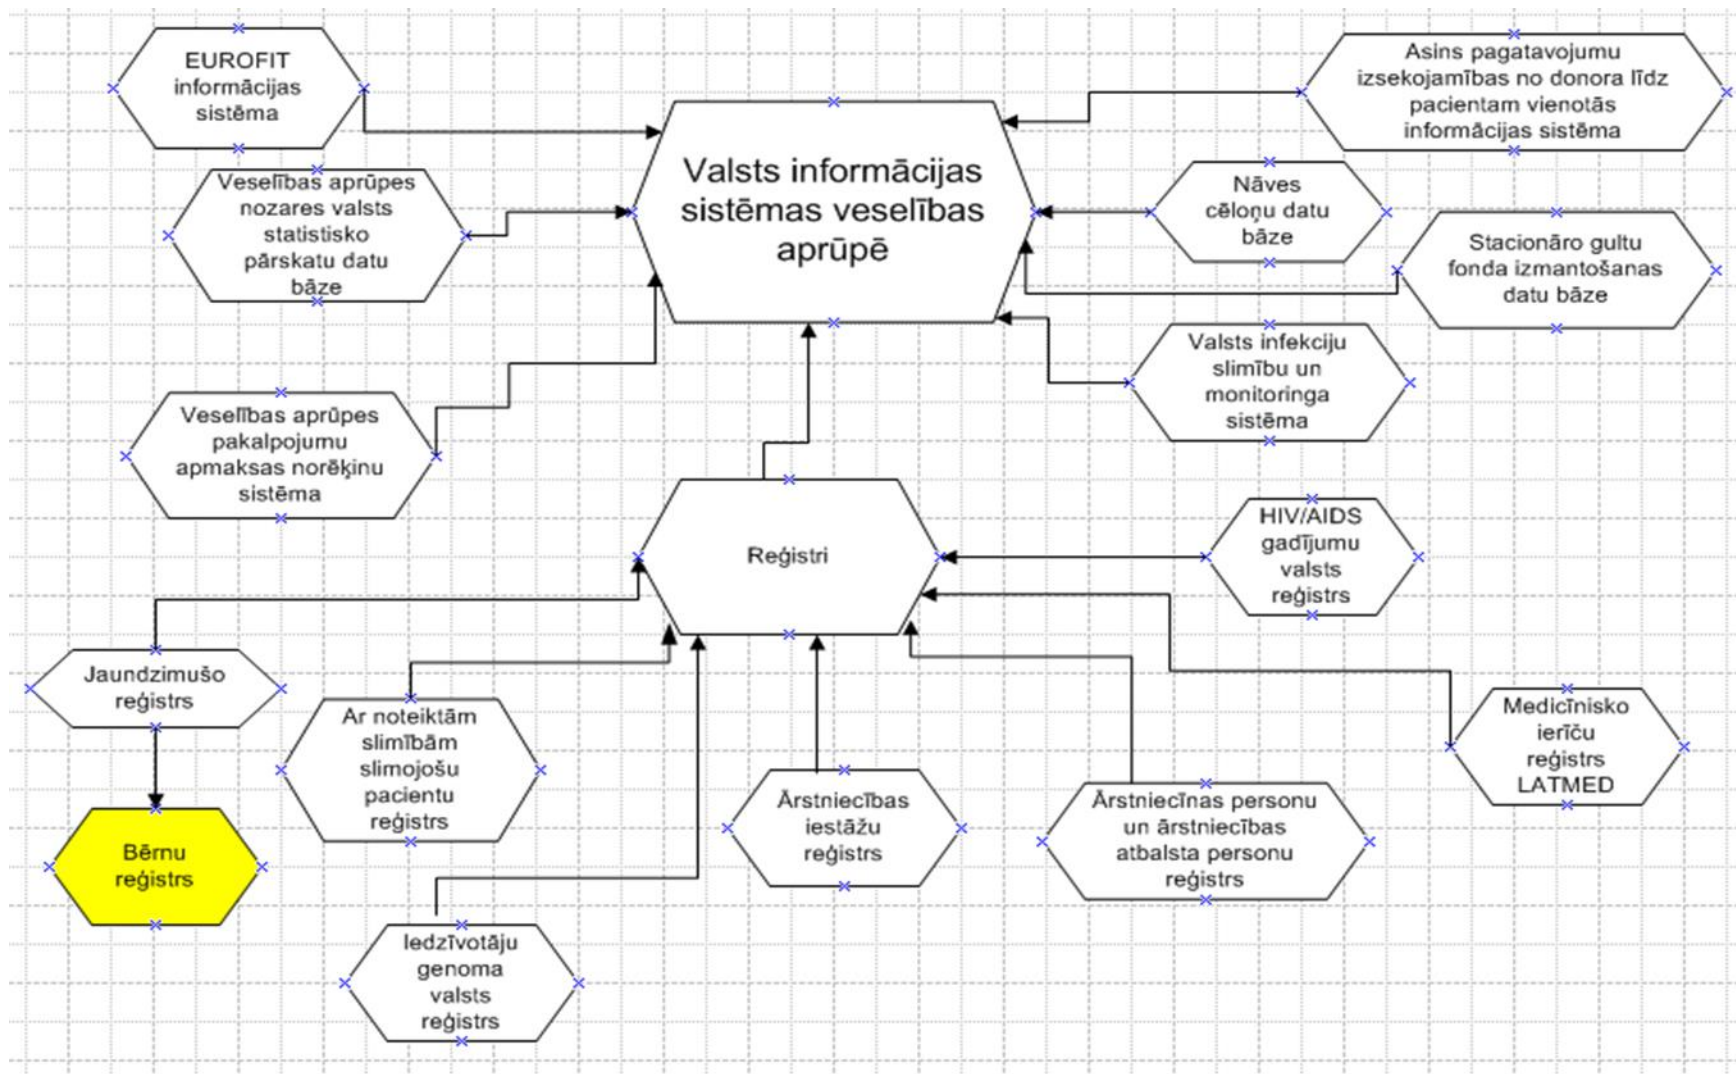 EUROFIT
informācijas
sistēma
Asins pagatavojumu
izsekojamības no donora līdz
pacientam vienotās
informācijas sistēma
Valsts informācijas
sistēmas veselības
aprūpē
Veselības aprūpes
nozares valsts
statistisko
pārskatu datu
bāze
Nāves
cēloņu datu
bāze
Stacionāro gultu
fonda izmantošanas
datu bāze
Valsts infekciju
slimību un
monitoringa
sistēma
Veselības aprūpes
pakalpojumu
apmaksas norēķinu
sistēma
Reģistri
HIV/AIDS
gadījumu
valsts
reģistrs
Jaundzimušo
reģistrs
Ar noteiktām
slimībām
slimojošu
pacientu
reģistrs
Medicīnisko
ierīču
reģistrs
LATMED
Ārstniecības
iestāžu
reģistrs
Ārstniecīnas personu
un ārstniecības
atbalsta personu
reģistrs
Bērnu
reģistrs
Iedzīvotāju
genoma
valsts
reģistrs